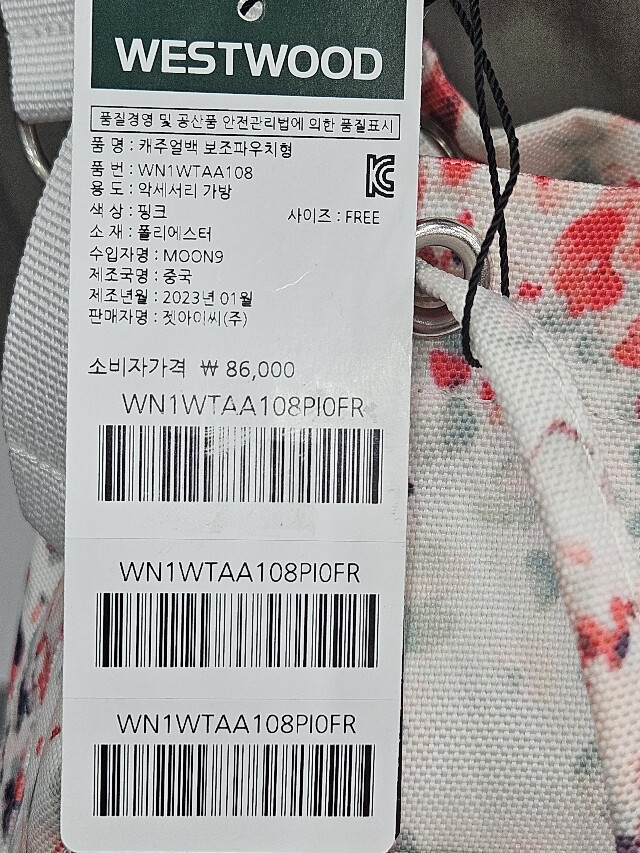 WESTWOOD
품질경영 및 공산품 안전관리법에 의한 품질표시
품 명 : 캐주얼백 보조파우치형
품 번 : WN1WTAA108
용 도 : 악세서리 가방
색 상 : 핑크 사이즈 : FREE
소 재 : 폴리에스터
수입자명 : MOON9
제조국명 : 중국
제조년월 : 2023년 01월
판매자명 : 젯아이씨(주)
소비자가격 ₩ 86,000
WN1WTAA108PI0FR
WN1WTAA108PI0FR
WN1WTAA108PI0FR